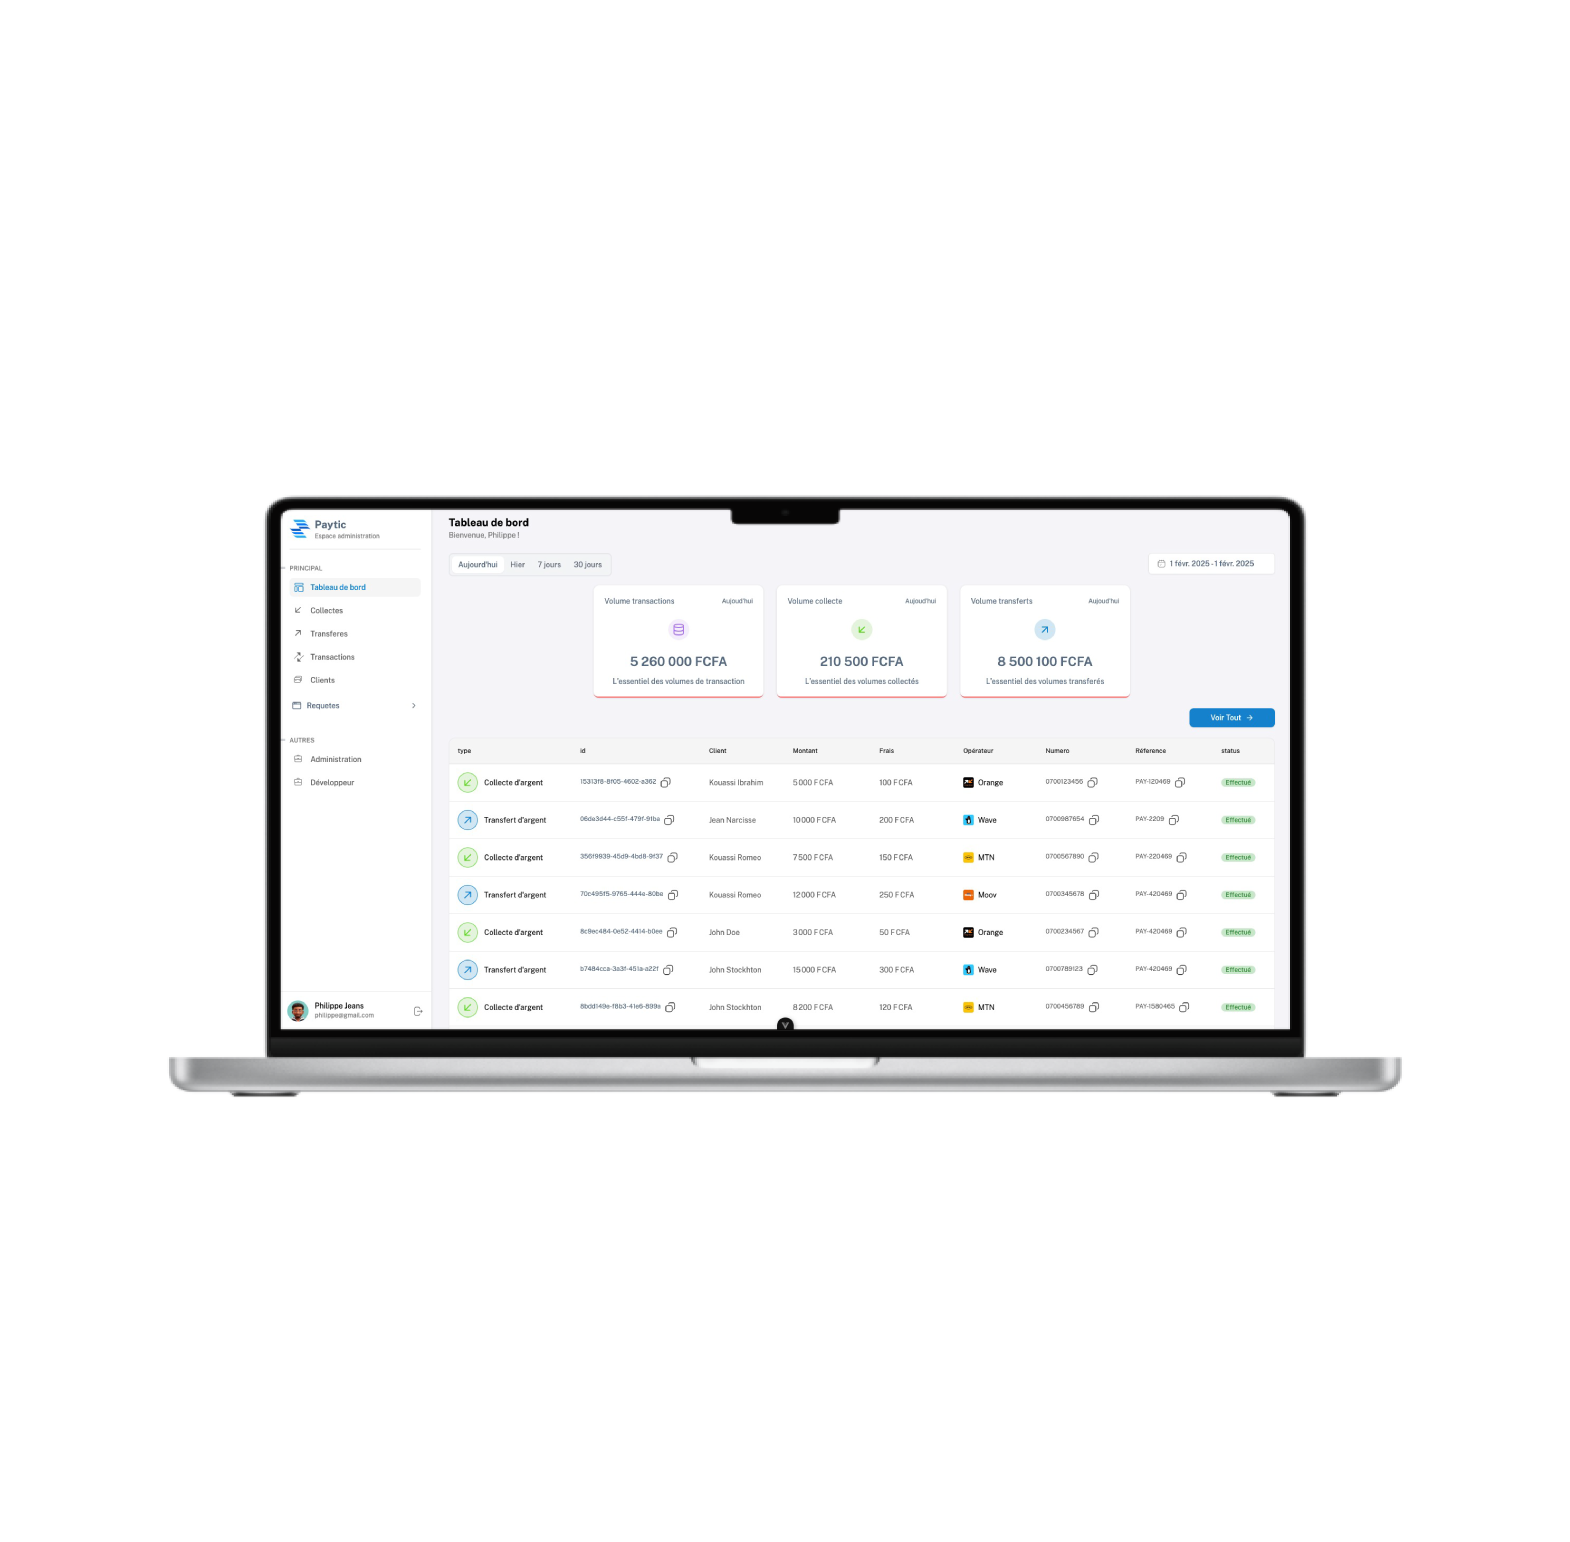 Paytic
Espace administration
PRINCIPAL
Tableau de bord
Collectes
Transferes
Transactions
Clients
Requetes
AUTRES
Administration
Développeur
Philippe Jeans
philippe@gmail.com
Tableau de bord
Bienvenue, Philippe !
Aujourd'hui Hier 7 jours 30 jours
1 févr. 2025 - 1 févr. 2025
Volume transactions Aujoud'hui
5 260 000 FCFA
L'essentiel des volumes de transaction
Volume collecte Aujoud'hui
210 500 FCFA
L'essentiel des volumes collectés
Volume transferts Aujoud'hui
8 500 100 FCFA
L'essentiel des volumes transferés
Voir Tout
type id Client Montant Frais Opérateur Numero Réference status
Collecte d'argent 15313f8-8f05-4602-a362 Kouassi Ibrahim 5 000 FCFA 100 FCFA Orange 0700123456 PAY-120469 Effectué
Transfert d'argent 06da3d44-c55f-479f-91ba Jean Narcisse 10 000 FCFA 200 FCFA Wave 0700987654 PAY-2209 Effectué
Collecte d'argent 356f9939-45d9-4bd8-9f37 Kouassi Romeo 7 500 FCFA 150 FCFA MTN 0700567890 PAY-220469 Effectué
Transfert d'argent 70c495f5-9765-444e-80be Kouassi Romeo 12 000 FCFA 250 FCFA Moov 0700345678 PAY-420469 Effectué
Collecte d'argent 8c9ec484-0e52-4414-b0ee John Doe 3 000 FCFA 50 FCFA Orange 0700234567 PAY-420469 Effectué
Transfert d'argent b7484cca-3a3f-451a-a22f John Stockhton 15 000 FCFA 300 FCFA Wave 0700789123 PAY-420469 Effectué
Collecte d'argent 8bdd149e-f8b3-41e6-899a John Stockhton 8 200 FCFA 120 FCFA MTN 0700456789 PAY-1580465 Effectué